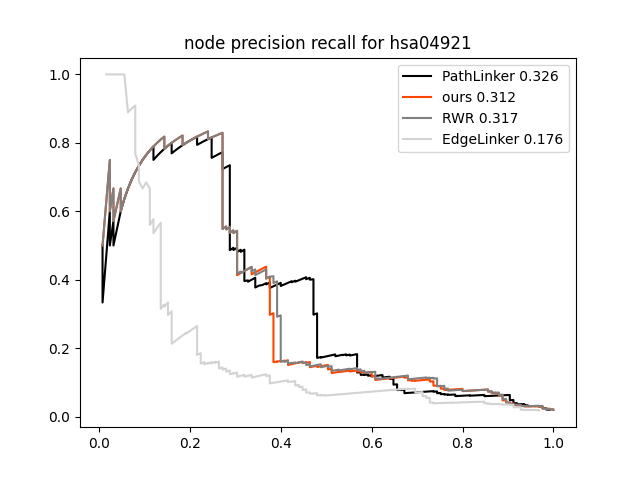 node precision recall for hsa04921
PathLinker 0.326
ours 0.312
RWR 0.317
EdgeLinker 0.176
1.0
0.8
0.6
0.4
0.2
0.0
0.0 0.2 0.4 0.6 0.8 1.0